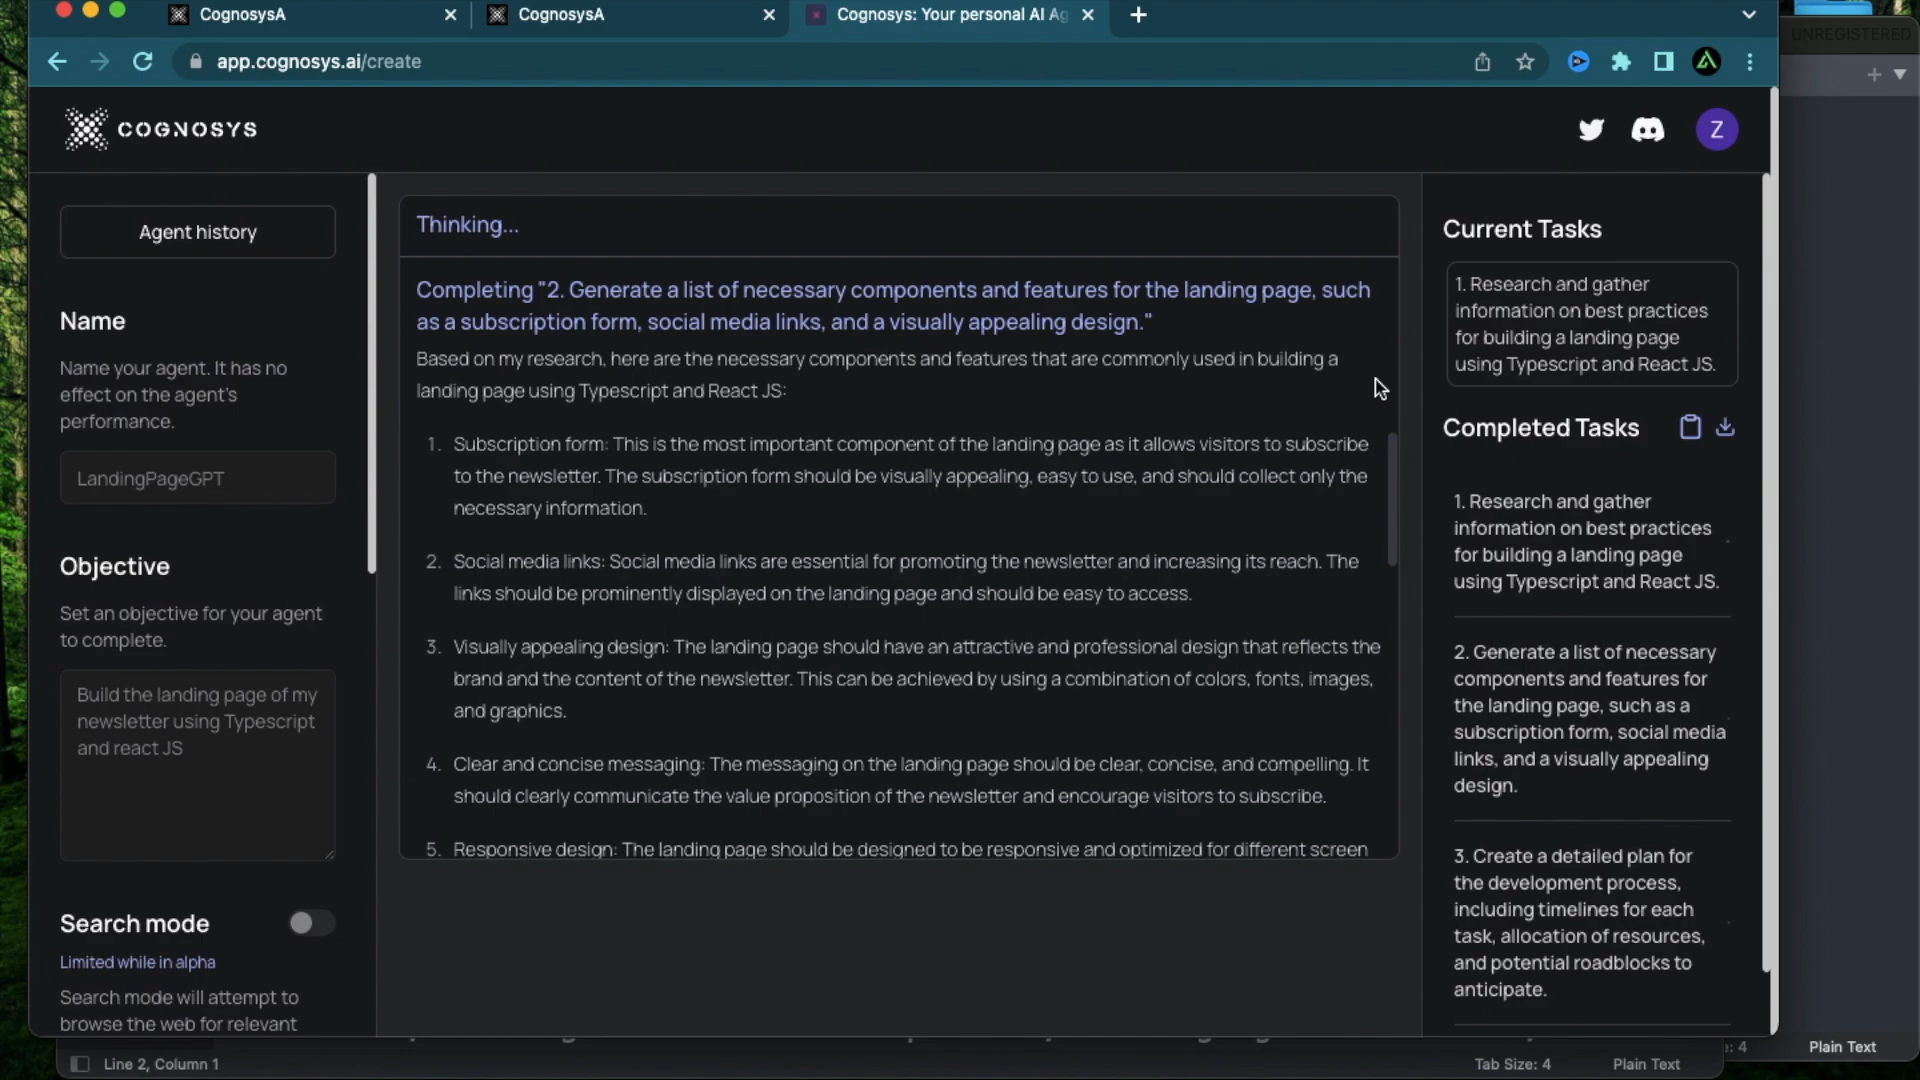 CognosysA
CognosysA
Cognosys: Your personal AI Ag
UNREGISTERED
app.cognosys.ai/create
COGNOSYS
Z
Agent history
Name
Name your agent. It has no
effect on the agent's
performance.
LandingPageGPT
Objective
Set an objective for your agent
to complete.
Build the landing page of my
newsletter using Typescript
and react JS
Search mode
Limited while in alpha
Search mode will attempt to
browse the web for relevant
Thinking...
Completing "2. Generate a list of necessary components and features for the landing page, such
as a subscription form, social media links, and a visually appealing design."
Based on my research, here are the necessary components and features that are commonly used in building a
landing page using Typescript and React JS:
1. Subscription form: This is the most important component of the landing page as it allows visitors to subscribe
to the newsletter. The subscription form should be visually appealing, easy to use, and should collect only the
necessary information.
2. Social media links: Social media links are essential for promoting the newsletter and increasing its reach. The
links should be prominently displayed on the landing page and should be easy to access.
3. Visually appealing design: The landing page should have an attractive and professional design that reflects the
brand and the content of the newsletter. This can be achieved by using a combination of colors, fonts, images,
and graphics.
4. Clear and concise messaging: The messaging on the landing page should be clear, concise, and compelling. It
should clearly communicate the value proposition of the newsletter and encourage visitors to subscribe.
5. Responsive design: The landing page should be designed to be responsive and optimized for different screen
Current Tasks
1. Research and gather
information on best practices
for building a landing page
using Typescript and React JS.
Completed Tasks
1. Research and gather
information on best practices
for building a landing page
using Typescript and React JS.
2. Generate a list of necessary
components and features for
the landing page, such as a
subscription form, social media
links, and a visually appealing
design.
3. Create a detailed plan for
the development process,
including timelines for each
task, allocation of resources,
and potential roadblocks to
anticipate.
Line 2, Column 1
Tab Size: 4
Plain Text
: 4
Plain Text